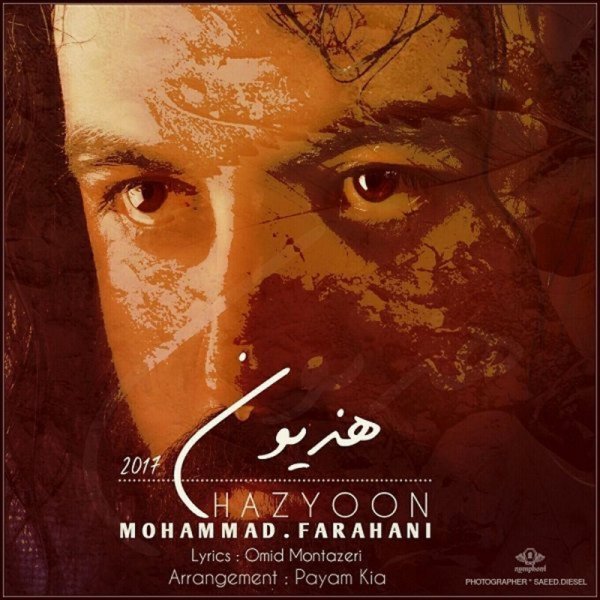 هذیون
2017
HAZYOON
MOHAMMAD . FARAHANI
Lyrics : Omid Montazeri
Arrangement : Payam Kia
PHOTOGRAPHER * SAEED.DIESEL